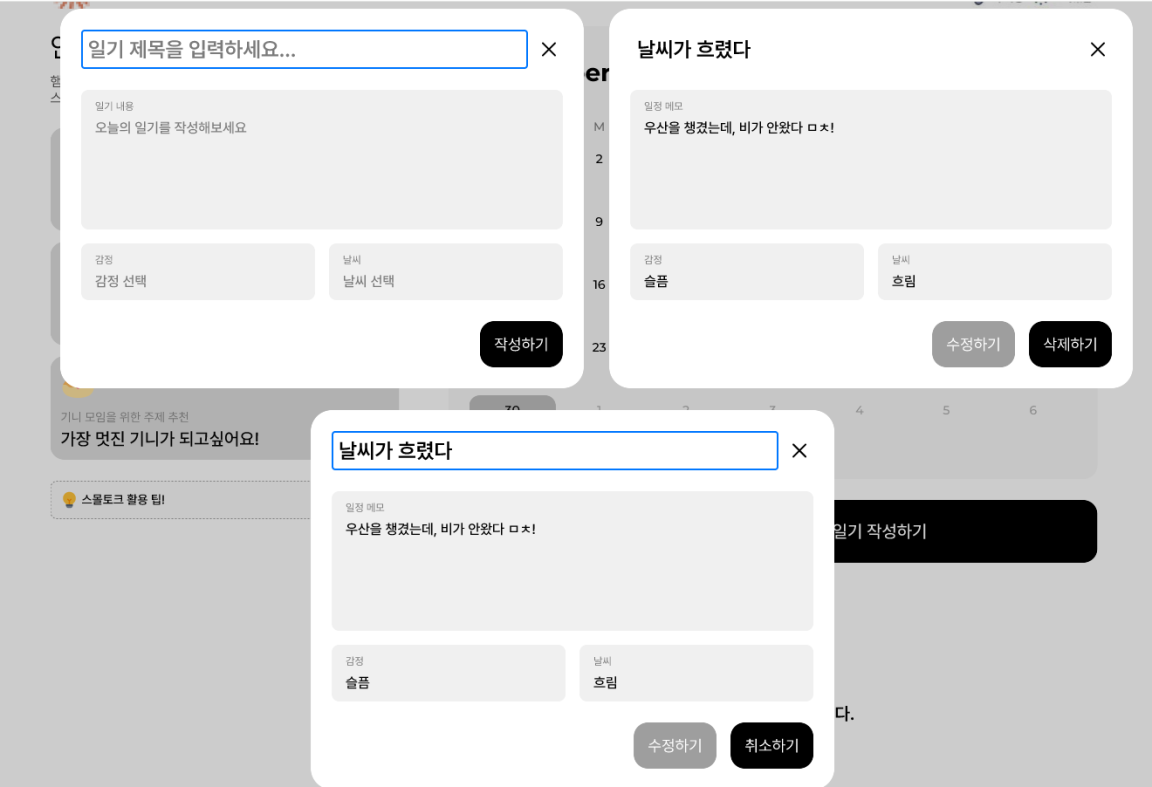 일기 제목을 입력하세요...
일기 내용
오늘의 일기를 작성해보세요
감정
감정 선택
날씨
날씨 선택
작성하기
날씨가 흐렸다
일정 메모
우산을 챙겼는데, 비가 안왔다 ㅁㅊ!
감정
슬픔
날씨
흐림
수정하기
삭제하기
M
2
9
16
23
30
1
2
3
4
5
6
기니 모임을 위한 주제 추천
가장 멋진 기니가 되고싶어요!
스몰토크 활용 팁!
일기 작성하기
날씨가 흐렸다
일정 메모
우산을 챙겼는데, 비가 안왔다 ㅁㅊ!
감정
슬픔
날씨
흐림
수정하기
취소하기
다.